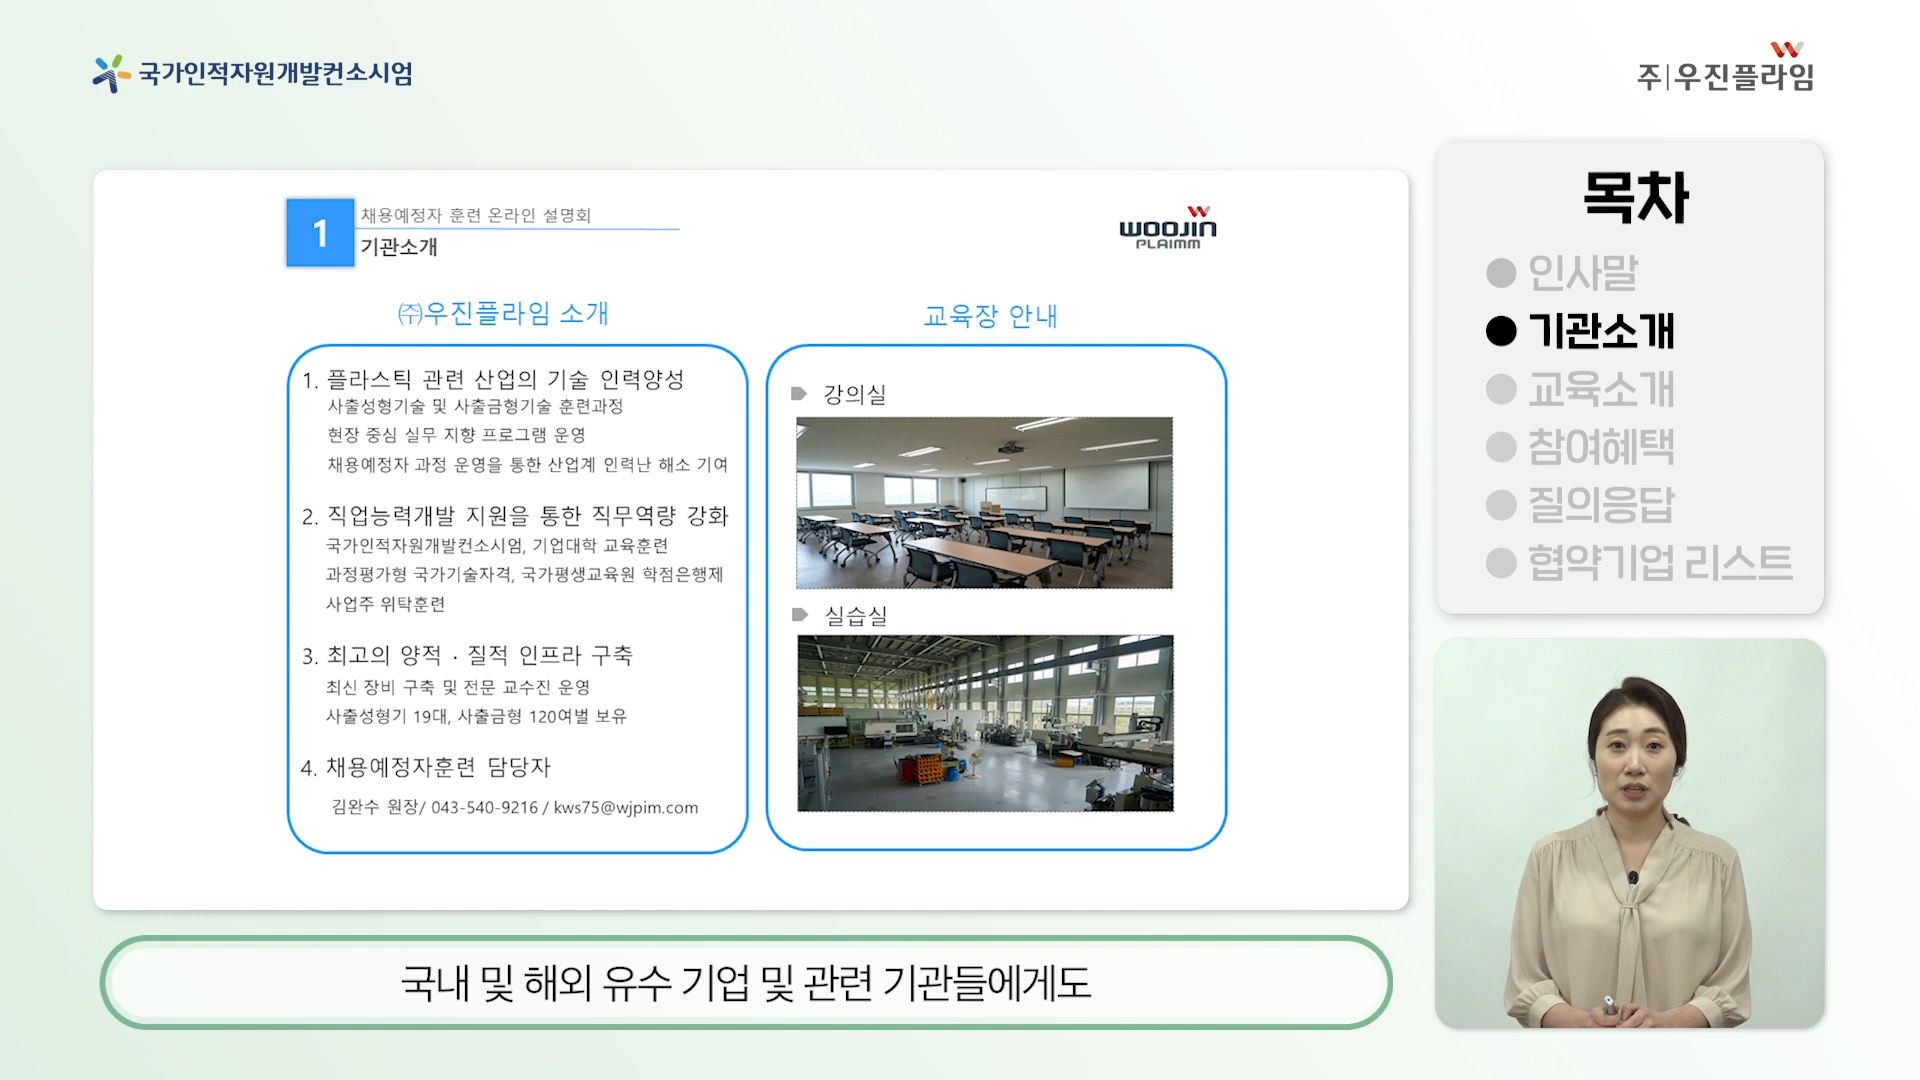 국가인적자원개발컨소시엄
주|우진플라임
1
채용예정자 훈련 온라인 설명회
기관소개
WOOJIN
PLAIMM
㈜우진플라임 소개
1. 플라스틱 관련 산업의 기술 인력양성
사출성형기술 및 사출금형기술 훈련과정
현장 중심 실무 지향 프로그램 운영
채용예정자 과정 운영을 통한 산업계 인력난 해소 기여
2. 직업능력개발 지원을 통한 직무역량 강화
국가인적자원개발컨소시엄, 기업대학 교육훈련
과정평가형 국가기술자격, 국가평생교육원 학점은행제
사업주 위탁훈련
3. 최고의 양적 · 질적 인프라 구축
최신 장비 구축 및 전문 교수진 운영
사출성형기 19대, 사출금형 120여벌 보유
4. 채용예정자훈련 담당자
김완수 원장/ 043-540-9216 / kws75@wjpim.com
교육장 안내
강의실
실습실
목차
인사말
기관소개
교육소개
참여혜택
질의응답
협약기업 리스트
국내 및 해외 유수 기업 및 관련 기관들에게도